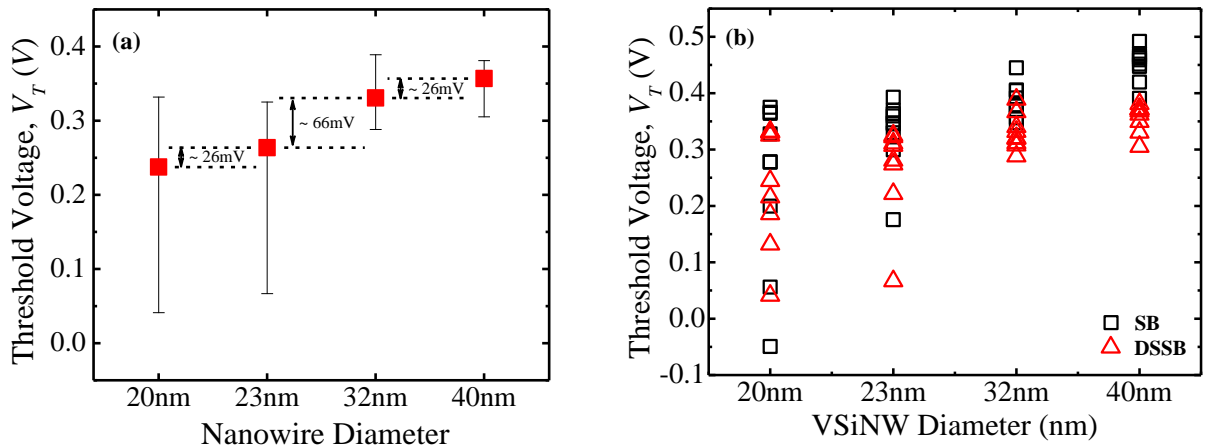 (a)
Threshold Voltage, V_T (V)
0.4
0.3
0.2
0.1
0.0
~ 26mV
~ 66mV
~ 26mV
20nm 23nm 32nm 40nm
Nanowire Diameter
(b)
Threshold Voltage, V_T (V)
0.5
0.4
0.3
0.2
0.1
0.0
-0.1
SB
DSSB
20nm 23nm 32nm 40nm
VSiNW Diameter (nm)